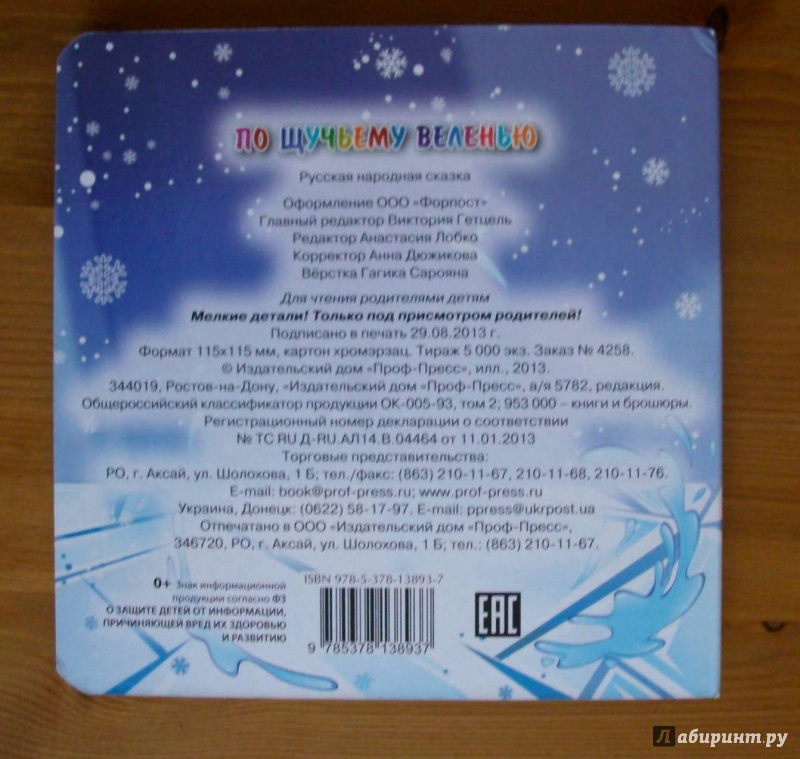 ПО ЩУЧЬЕМУ ВЕЛЕНЬЮ
Русская народная сказка
Оформление ООО «Форпост»
Главный редактор Виктория Гетцель
Редактор Анастасия Лобко
Корректор Анна Дюжикова
Вёрстка Гагика Сарояна
Для чтения родителями детям
Мелкие детали! Только под присмотром родителей!
Подписано в печать 29.08.2013 г.
Формат 115х115 мм, картон хромэрзац. Тираж 5 000 экз. Заказ № 4258.
© Издательский дом «Проф-Пресс», илл., 2013.
344019, Ростов-на-Дону, «Издательский дом «Проф-Пресс», а/я 5782, редакция.
Общероссийский классификатор продукции ОК-005-93, том 2; 953 000 – книги и брошюры.
Регистрационный номер декларации о соответствии
№ ТС RU Д-RU.АЛ14.В.04464 от 11.01.2013
Торговые представительства:
РО, г. Аксай, ул. Шолохова, 1 Б; тел./факс: (863) 210-11-67, 210-11-68, 210-11-76.
E-mail: book@prof-press.ru; www.prof-press.ru
Украина, Донецк: (0622) 58-17-97. E-mail: ppress@ukrpost.ua
Отпечатано в ООО «Издательский дом «Проф-Пресс»,
346720, РО, г. Аксай, ул. Шолохова, 1 Б; тел.: (863) 210-11-67.
0+ Знак информационной
продукции согласно ФЗ
О ЗАЩИТЕ ДЕТЕЙ ОТ ИНФОРМАЦИИ,
ПРИЧИНЯЮЩЕЙ ВРЕД ИХ ЗДОРОВЬЮ
И РАЗВИТИЮ
ISBN 978-5-378-13893-7
9 785378 138937
ЕАС
Лабиринт.ру